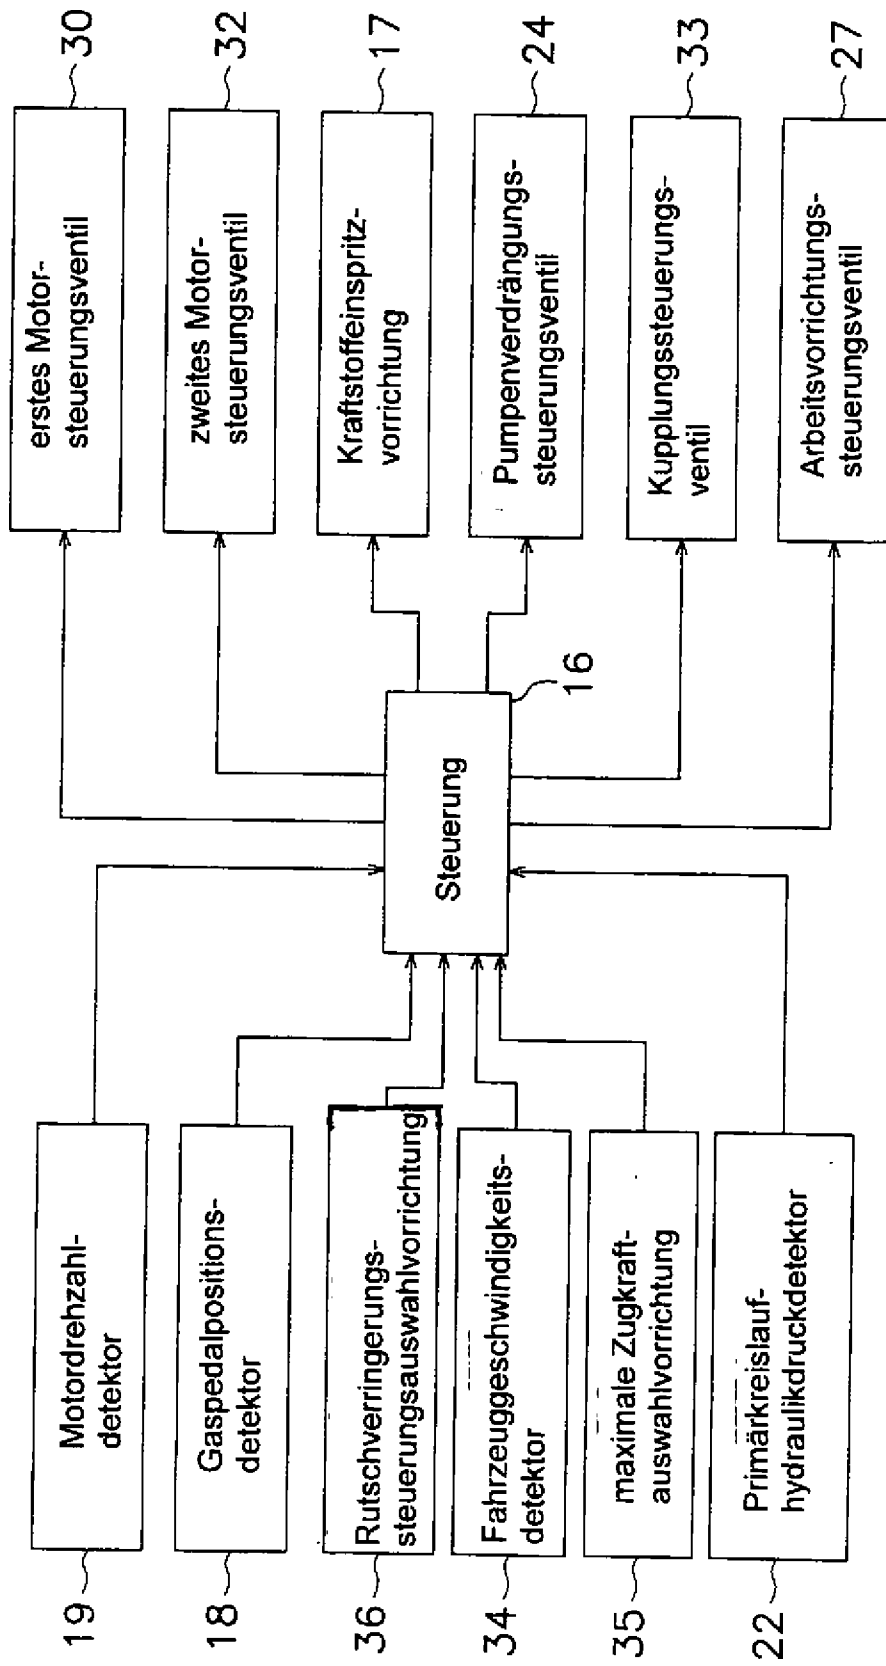 19
Motordrehzahl-
detektor
18
Gaspedalpositions-
detektor
36
Rutschverringerungs-
steuerungsauswahlvorrichtung
34
Fahrzeuggeschwindigkeits-
detektor
35
maximale Zugkraft-
auswahlvorrichtung
22
Primärkreislauf-
hydraulikdruckdetektor
Steuerung
16
erstes Motor-
steuerungsventil
30
zweites Motor-
steuerungsventil
32
Kraftstoffeinspritz-
vorrichtung
17
Pumpenverdrängungs-
steuerungsventil
24
Kupplungssteuerungs-
ventil
33
Arbeitsvorrichtungs-
steuerungsventil
27